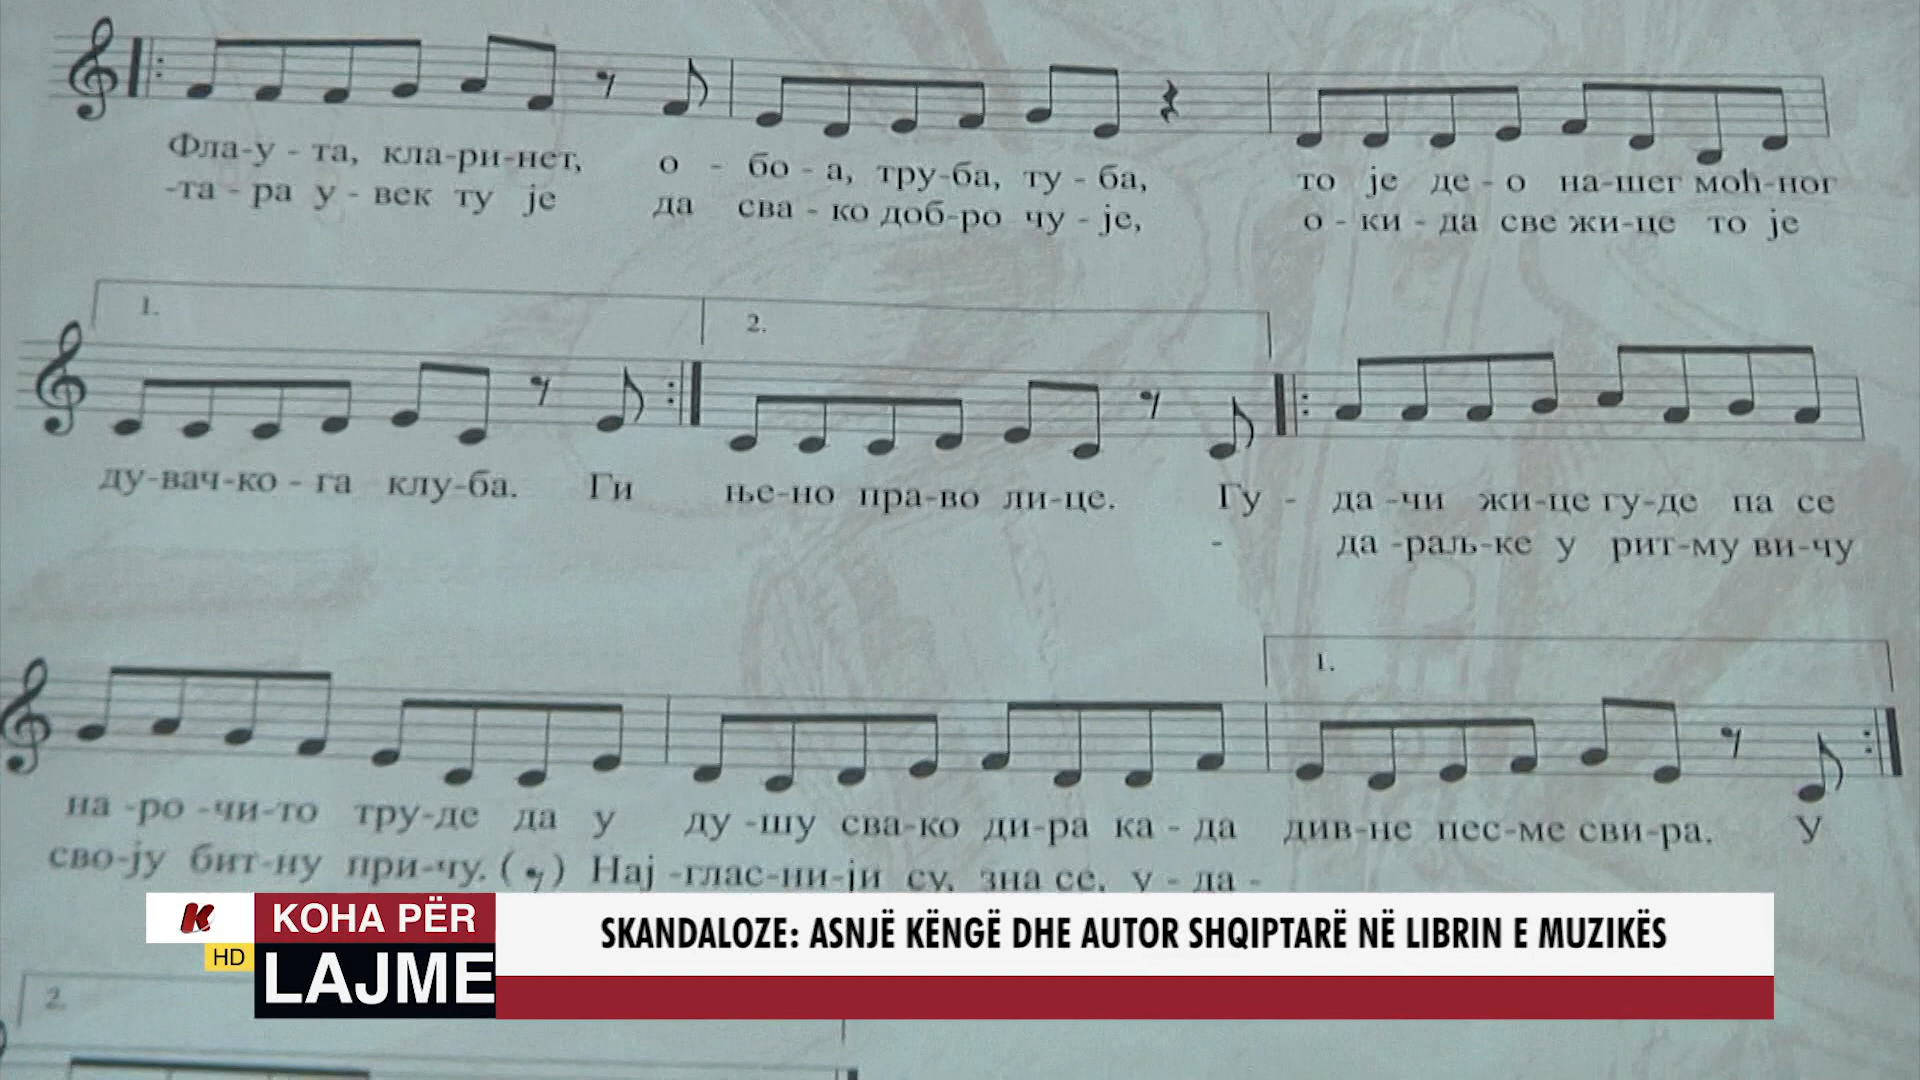 Фла-у - та, кла-ри-нет, о - бо - а, тру-ба, ту - ба, то је де - о на-шег моћ-ног
-та - ра у - век ту је да сва - ко доб-ро чу - је, о - ки - да све жи-це то је
1.
2.
ду-вач-ко - га клу-ба. Ги ње-но пра-во ли-це. Гу - да -чи жи-це гу-де па се
- да -раљ-ке у рит-му ви-чу
1.
на -ро -чи-то тру-де да у ду -шу сва-ко ди-ра ка - да див-не пес-ме сви-ра. У
сво-ју бит-ну при-чу. ( ) Нај -глас-ни-ји су, зна се, у - да -
2.
K
HD
KOHA PËR
LAJME
SKANDALOZE: ASNJË KËNGË DHE AUTOR SHQIPTARË NË LIBRIN E MUZIKËS